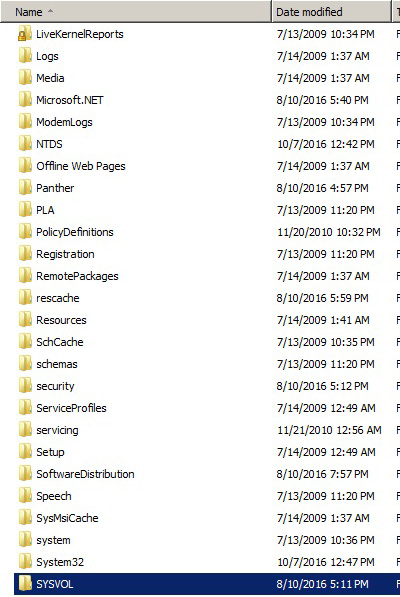 Name Date modified
LiveKernelReports 7/13/2009 10:34 PM F
Logs 7/14/2009 1:37 AM F
Media 7/14/2009 1:37 AM F
Microsoft.NET 8/10/2016 5:40 PM F
ModemLogs 7/13/2009 10:34 PM F
NTDS 10/7/2016 12:42 PM F
Offline Web Pages 7/14/2009 1:37 AM F
Panther 8/10/2016 4:57 PM F
PLA 7/13/2009 11:20 PM F
PolicyDefinitions 11/20/2010 10:32 PM F
Registration 7/13/2009 11:20 PM F
RemotePackages 7/14/2009 1:37 AM F
rescache 8/10/2016 5:59 PM F
Resources 7/14/2009 1:41 AM F
SchCache 7/13/2009 10:35 PM F
schemas 7/13/2009 11:20 PM F
security 8/10/2016 5:12 PM F
ServiceProfiles 7/14/2009 12:49 AM F
servicing 11/21/2010 12:56 AM F
Setup 7/14/2009 12:49 AM F
SoftwareDistribution 8/10/2016 7:57 PM F
Speech 7/13/2009 11:20 PM F
SysMsiCache 7/14/2009 1:37 AM F
system 7/13/2009 10:36 PM F
System32 10/7/2016 12:47 PM F
SYSVOL 8/10/2016 5:11 PM F